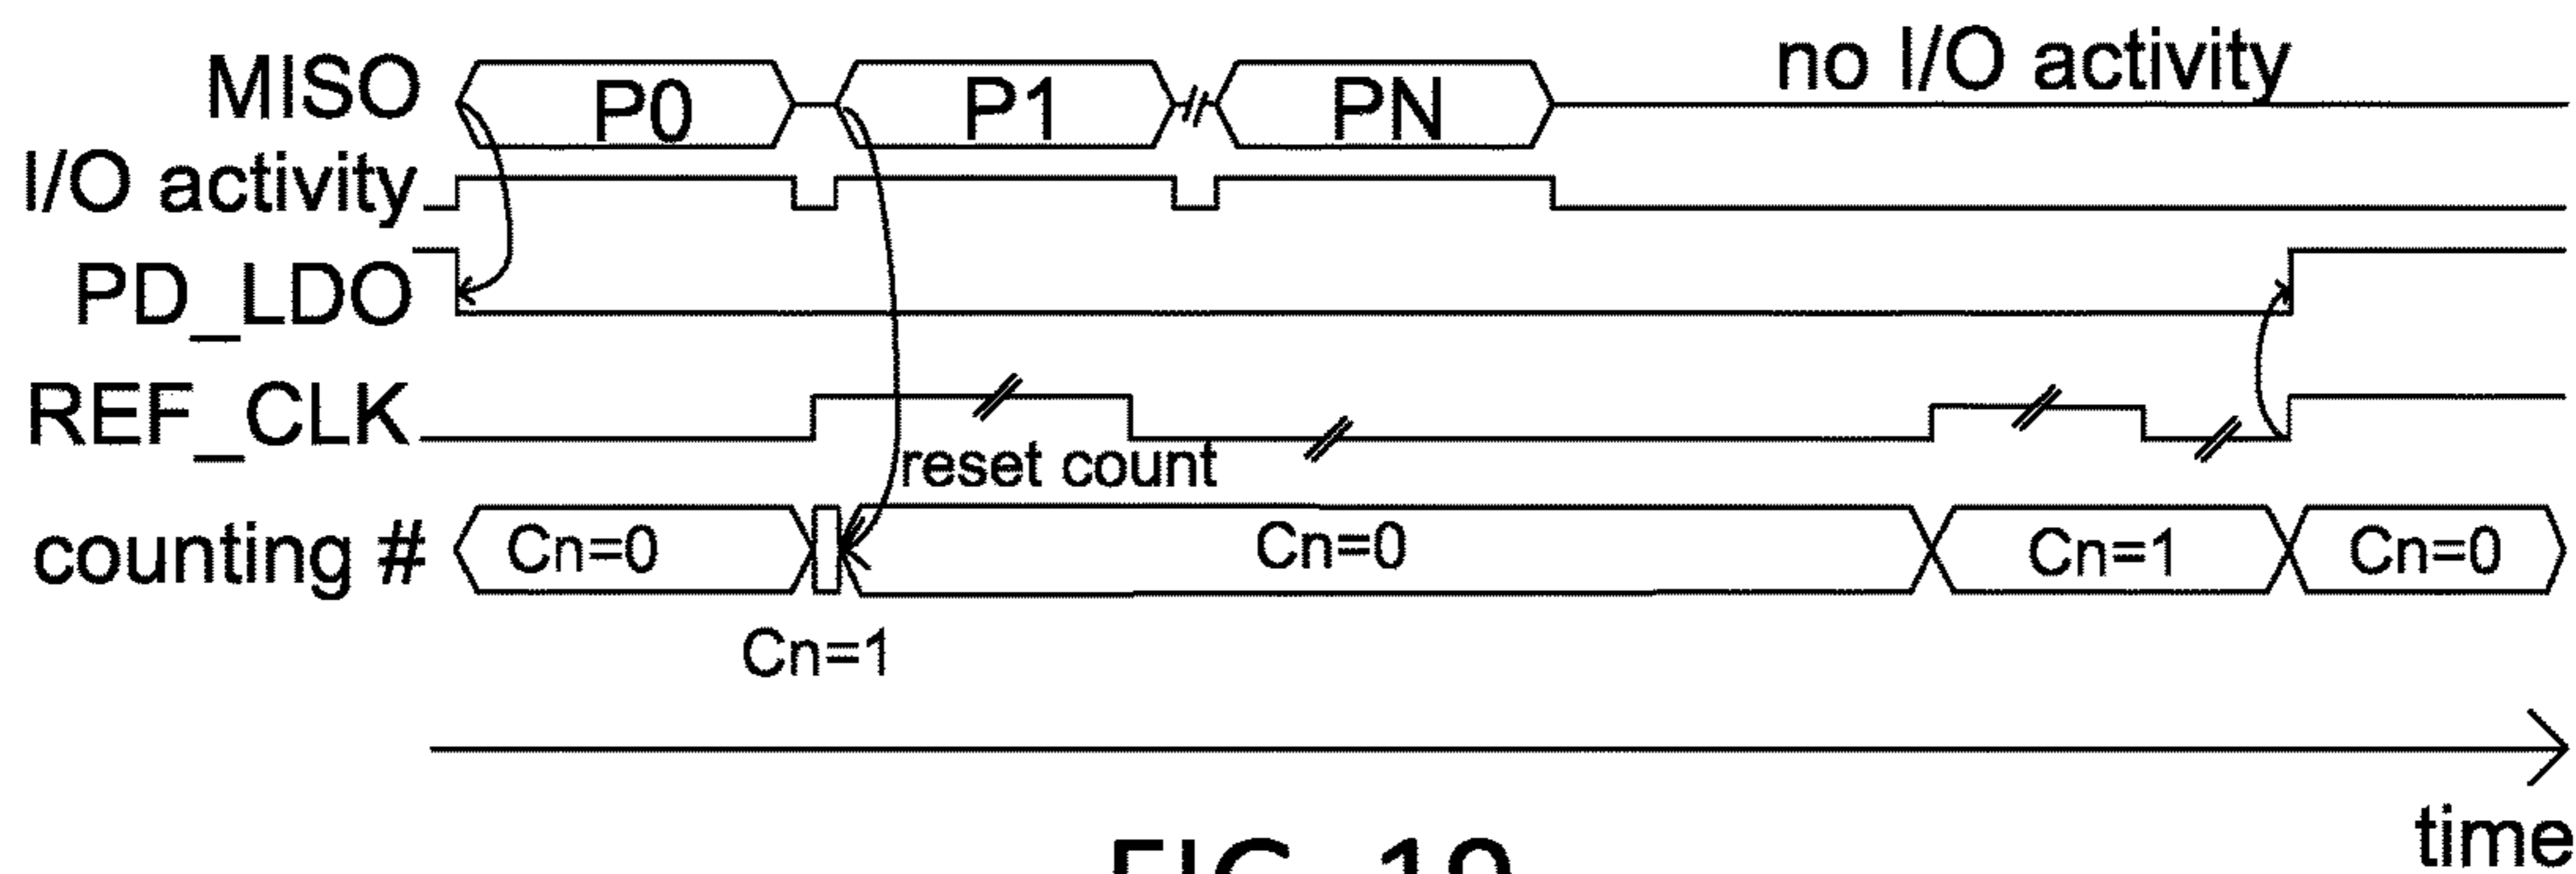 MISO P0 P1 PN no I/O activity
I/O activity
PD_LDO
REF_CLK
reset count
counting # Cn=0 Cn=0 Cn=1 Cn=0
Cn=1
time